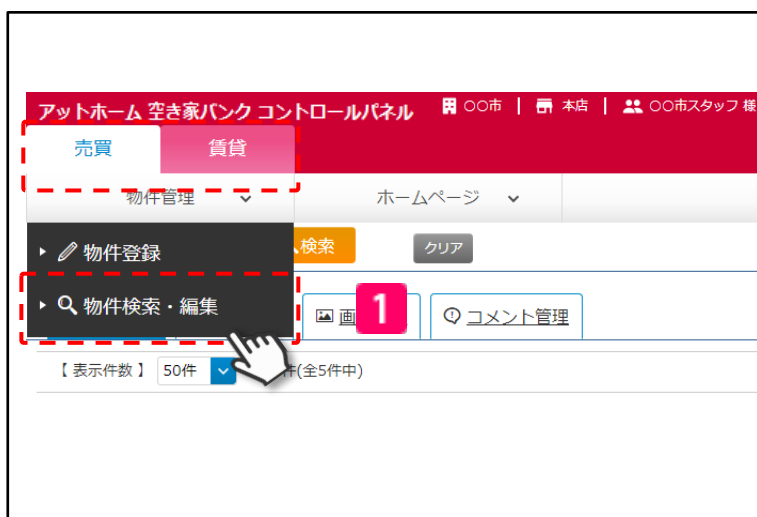 アットホーム 空き家バンク コントロールパネル 〇〇市 | 本店 | 〇〇市スタッフ 様
売買 賃貸
物件管理 ホームページ
物件登録 検索 クリア
物件検索・編集 画 1 コメント管理
【 表示件数 】 50件 件(全5件中)